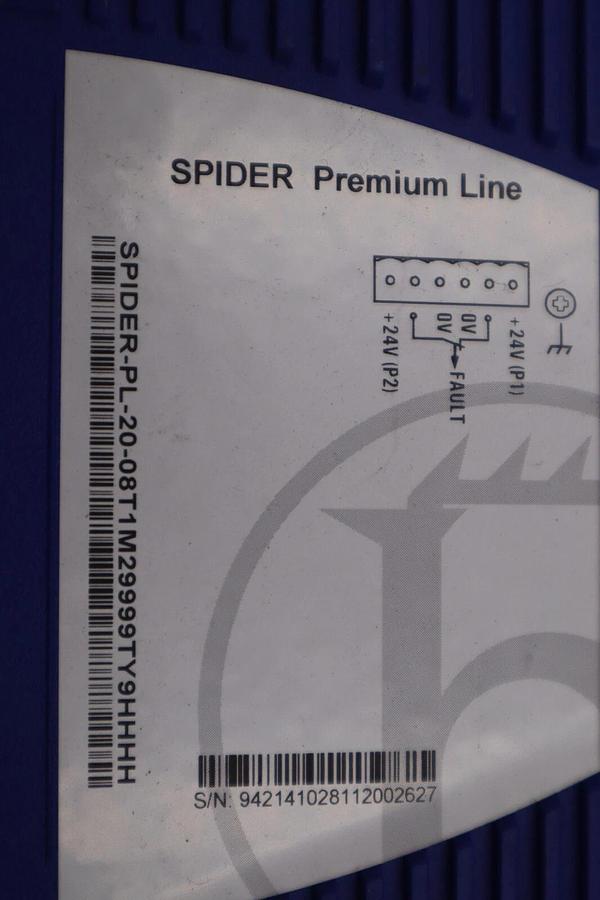 SPIDER Premium Line
+24V (P1)
0V
0V
FAULT
+24V (P2)
SPIDER-PL-20-08T1M29999TY9HHHH
S/N: 942141028112002627